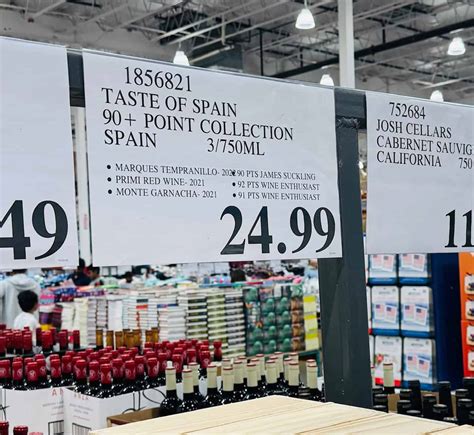 49
1856821
TASTE OF SPAIN
90+ POINT COLLECTION
SPAIN 3/750ML
• MARQUES TEMPRANILLO- • 90 PTS JAMES SUCKLING
• PRIMI RED WINE- 2021 • 92 PTS WINE ENTHUSIAST
• MONTE GARNACHA- 2021 • 91 PTS WINE ENTHUSIAST
24.99
752684
JOSH CELLARS
CABERNET SAUVIG
CALIFORNIA 750
11